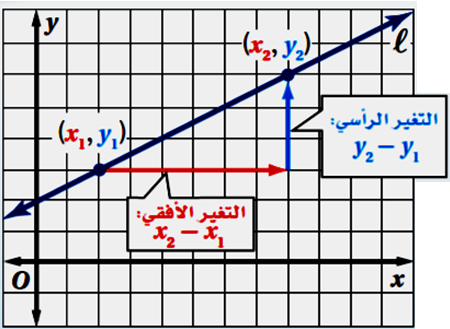 y
(x₂, y₂)
ℓ
(x₁, y₁)
التغير الرأسي:
y₂ − y₁
التغير الأفقي:
x₂ − x₁
O
x